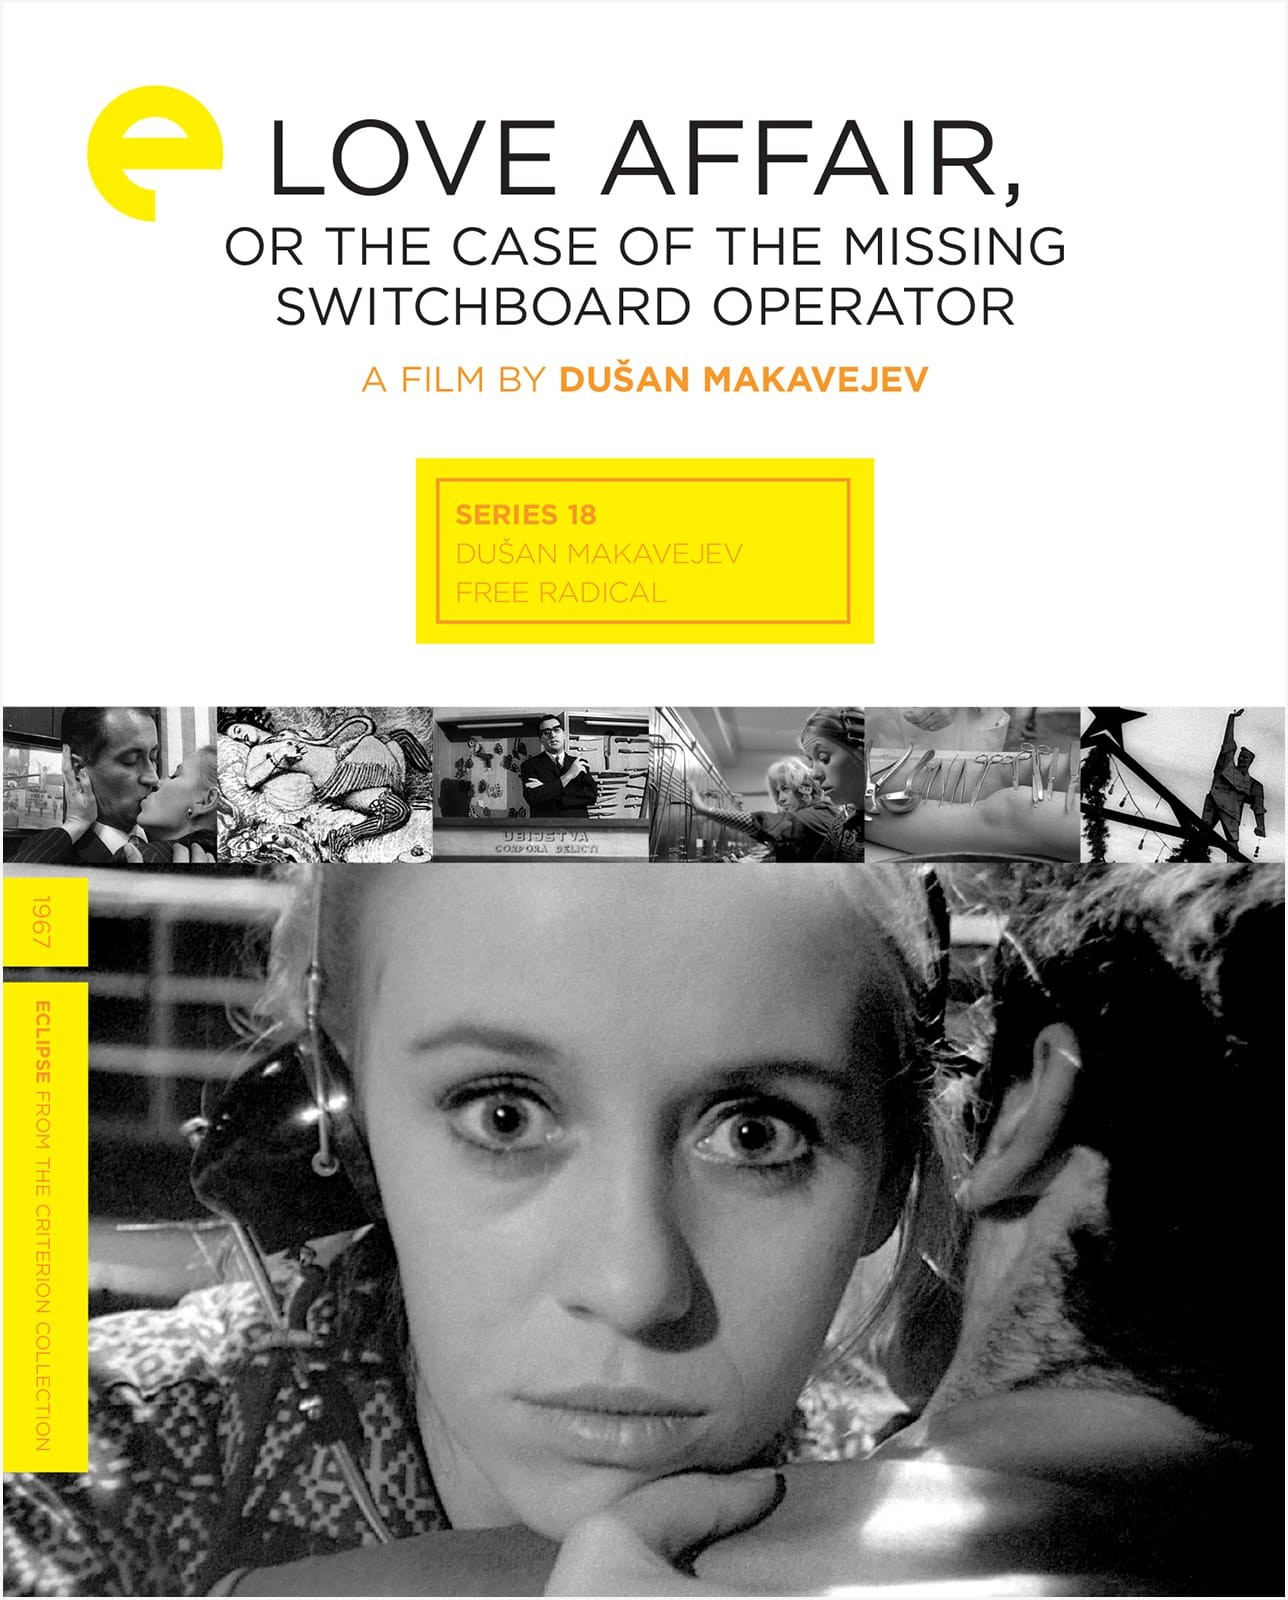 e
LOVE AFFAIR,
OR THE CASE OF THE MISSING
SWITCHBOARD OPERATOR
A FILM BY DUŠAN MAKAVEJEV
SERIES 18
DUŠAN MAKAVEJEV
FREE RADICAL
UBIJSTVA
CORPORA DELICTI
1967
ECLIPSE FROM THE CRITERION COLLECTION